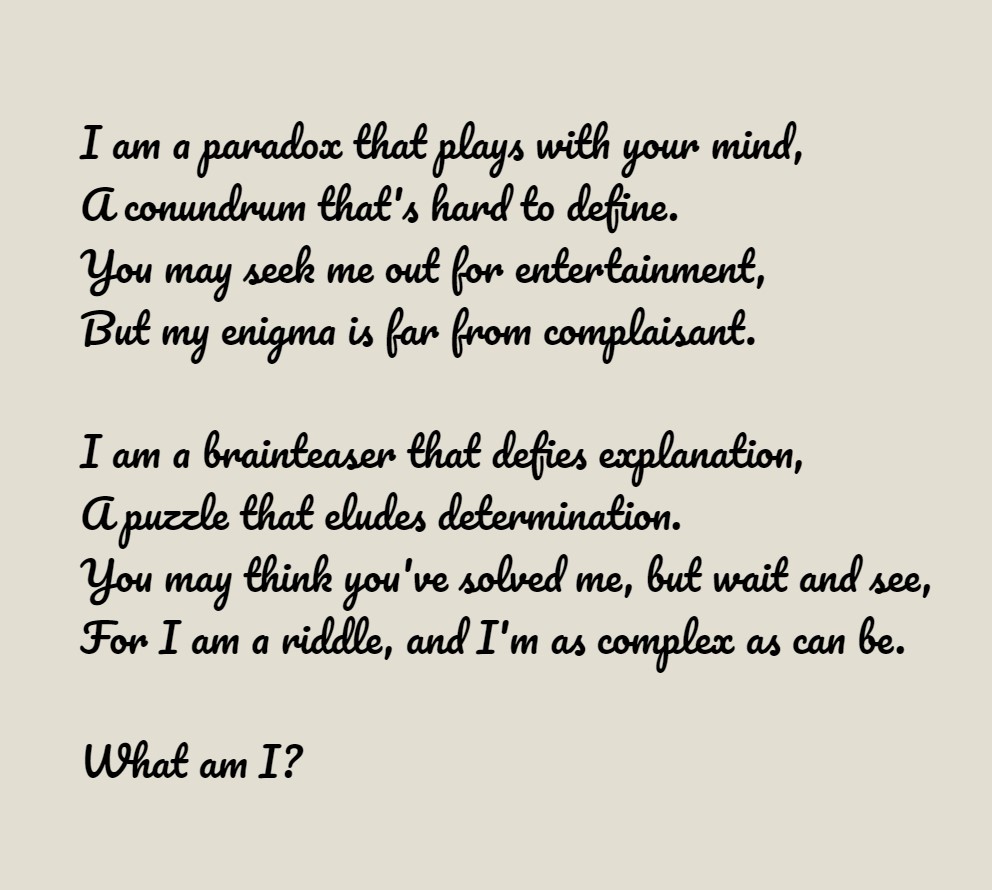 I am a paradox that plays with your mind,
A conundrum that's hard to define.
You may seek me out for entertainment,
But my enigma is far from complaisant.
I am a brainteaser that defies explanation,
A puzzle that eludes determination.
You may think you've solved me, but wait and see,
For I am a riddle, and I'm as complex as can be.
What am I?